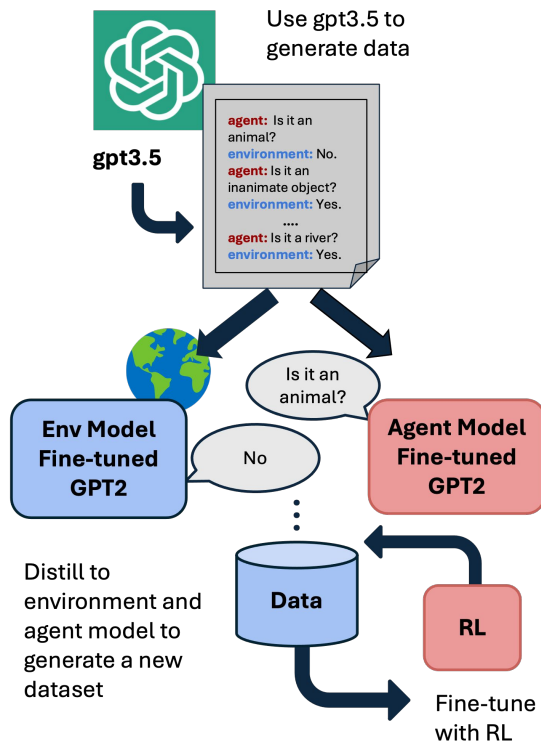 Use gpt3.5 to
generate data
gpt3.5
agent: Is it an
animal?
environment: No.
agent: Is it an
inanimate object?
environment: Yes.
....
agent: Is it a river?
environment: Yes.
Is it an
animal?
Env Model
Fine-tuned
GPT2
No
Agent Model
Fine-tuned
GPT2
Distill to
environment and
agent model to
generate a new
dataset
Data
RL
Fine-tune
with RL